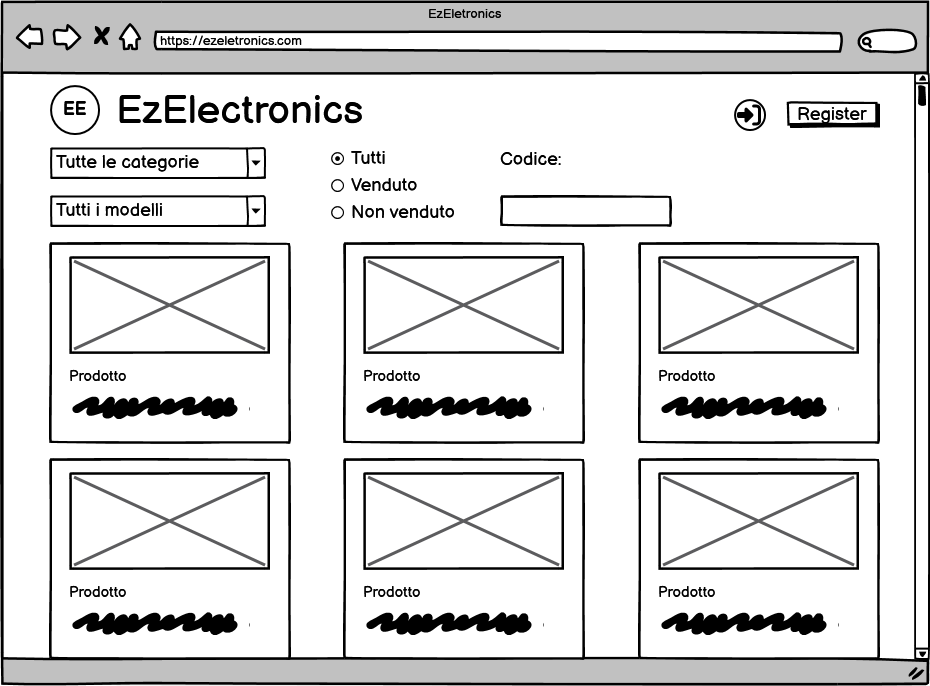 EzEletronics
https://ezeletronics.com
EE
EzElectronics
Register
Tutte le categorie
Tutti
Codice:
Venduto
Tutti i modelli
Non venduto
Prodotto
Prodotto
Prodotto
Prodotto
Prodotto
Prodotto